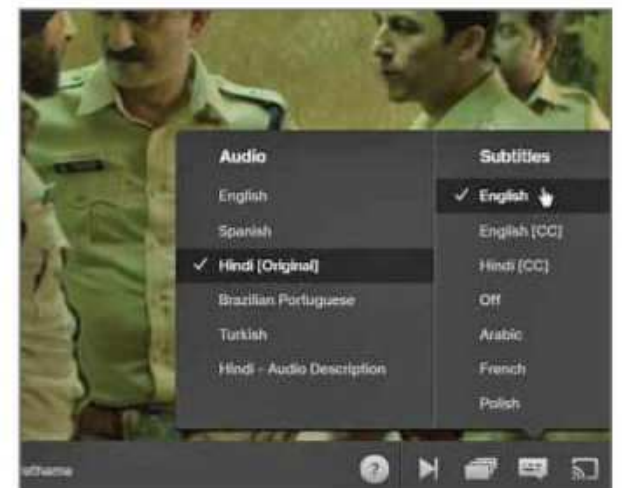 Audio
English
Spanish
Hindi [Original]
Brazilian Portuguese
Turkish
Hindi - Audio Description
Subtitles
English
English [CC]
Hindi [CC]
Off
Arabic
French
Polish
?